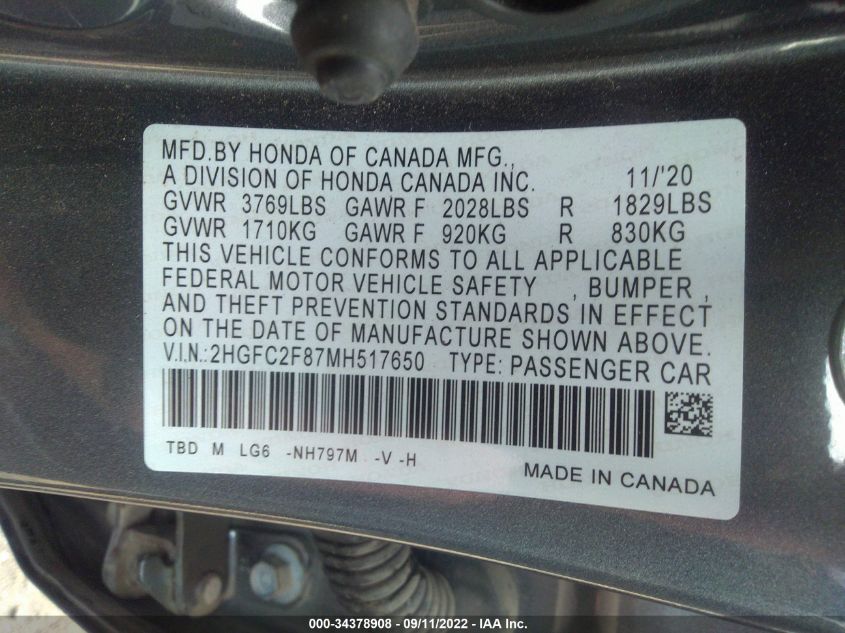 MFD.BY HONDA OF CANADA MFG.,
A DIVISION OF HONDA CANADA INC. 11/'20
GVWR 3769LBS GAWR F 2028LBS R 1829LBS
GVWR 1710KG GAWR F 920KG R 830KG
THIS VEHICLE CONFORMS TO ALL APPLICABLE
FEDERAL MOTOR VEHICLE SAFETY , BUMPER ,
AND THEFT PREVENTION STANDARDS IN EFFECT
ON THE DATE OF MANUFACTURE SHOWN ABOVE.
V.I.N.:2HGFC2F87MH517650 TYPE: PASSENGER CAR
TBD M LG6 -NH797M -V -H
MADE IN CANADA
000-34378908 - 09/11/2022 - IAA Inc.